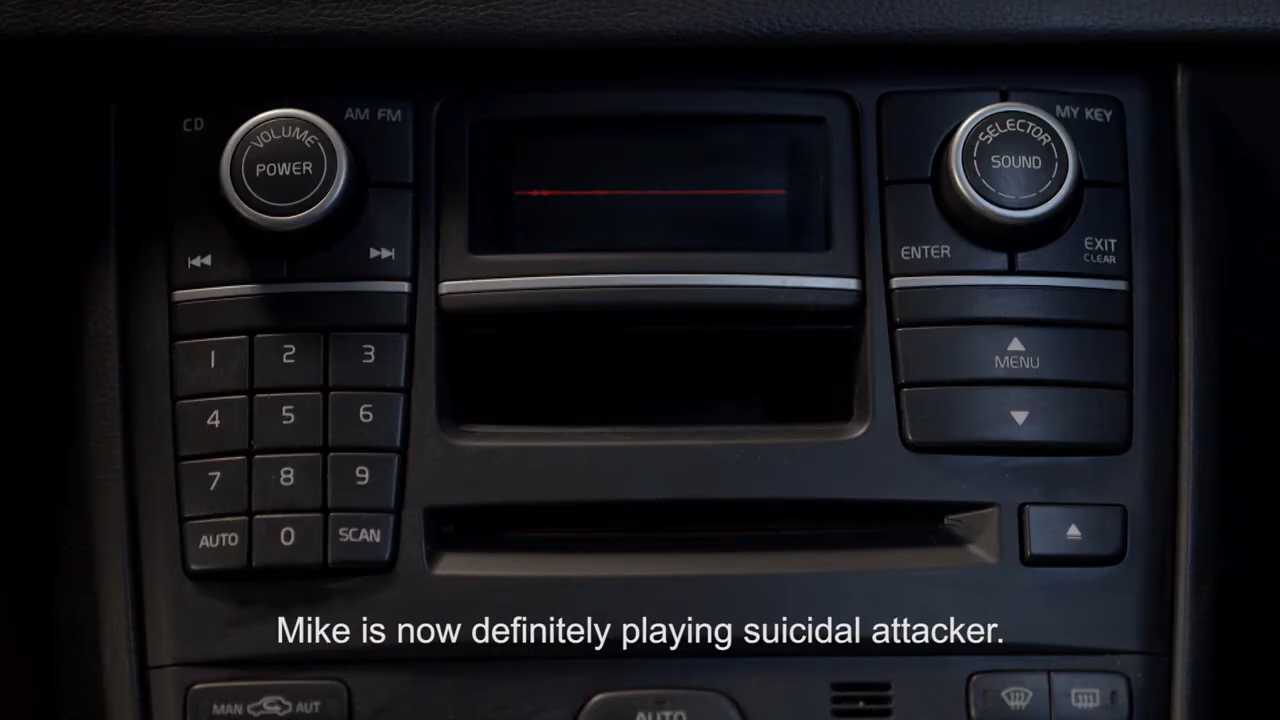 CD
VOLUME
POWER
AM FM
SELECTOR
SOUND
MY KEY
ENTER
EXIT
CLEAR
MENU
1 2 3
4 5 6
7 8 9
AUTO 0 SCAN
Mike is now definitely playing suicidal attacker.
MAN AUT
AUTO